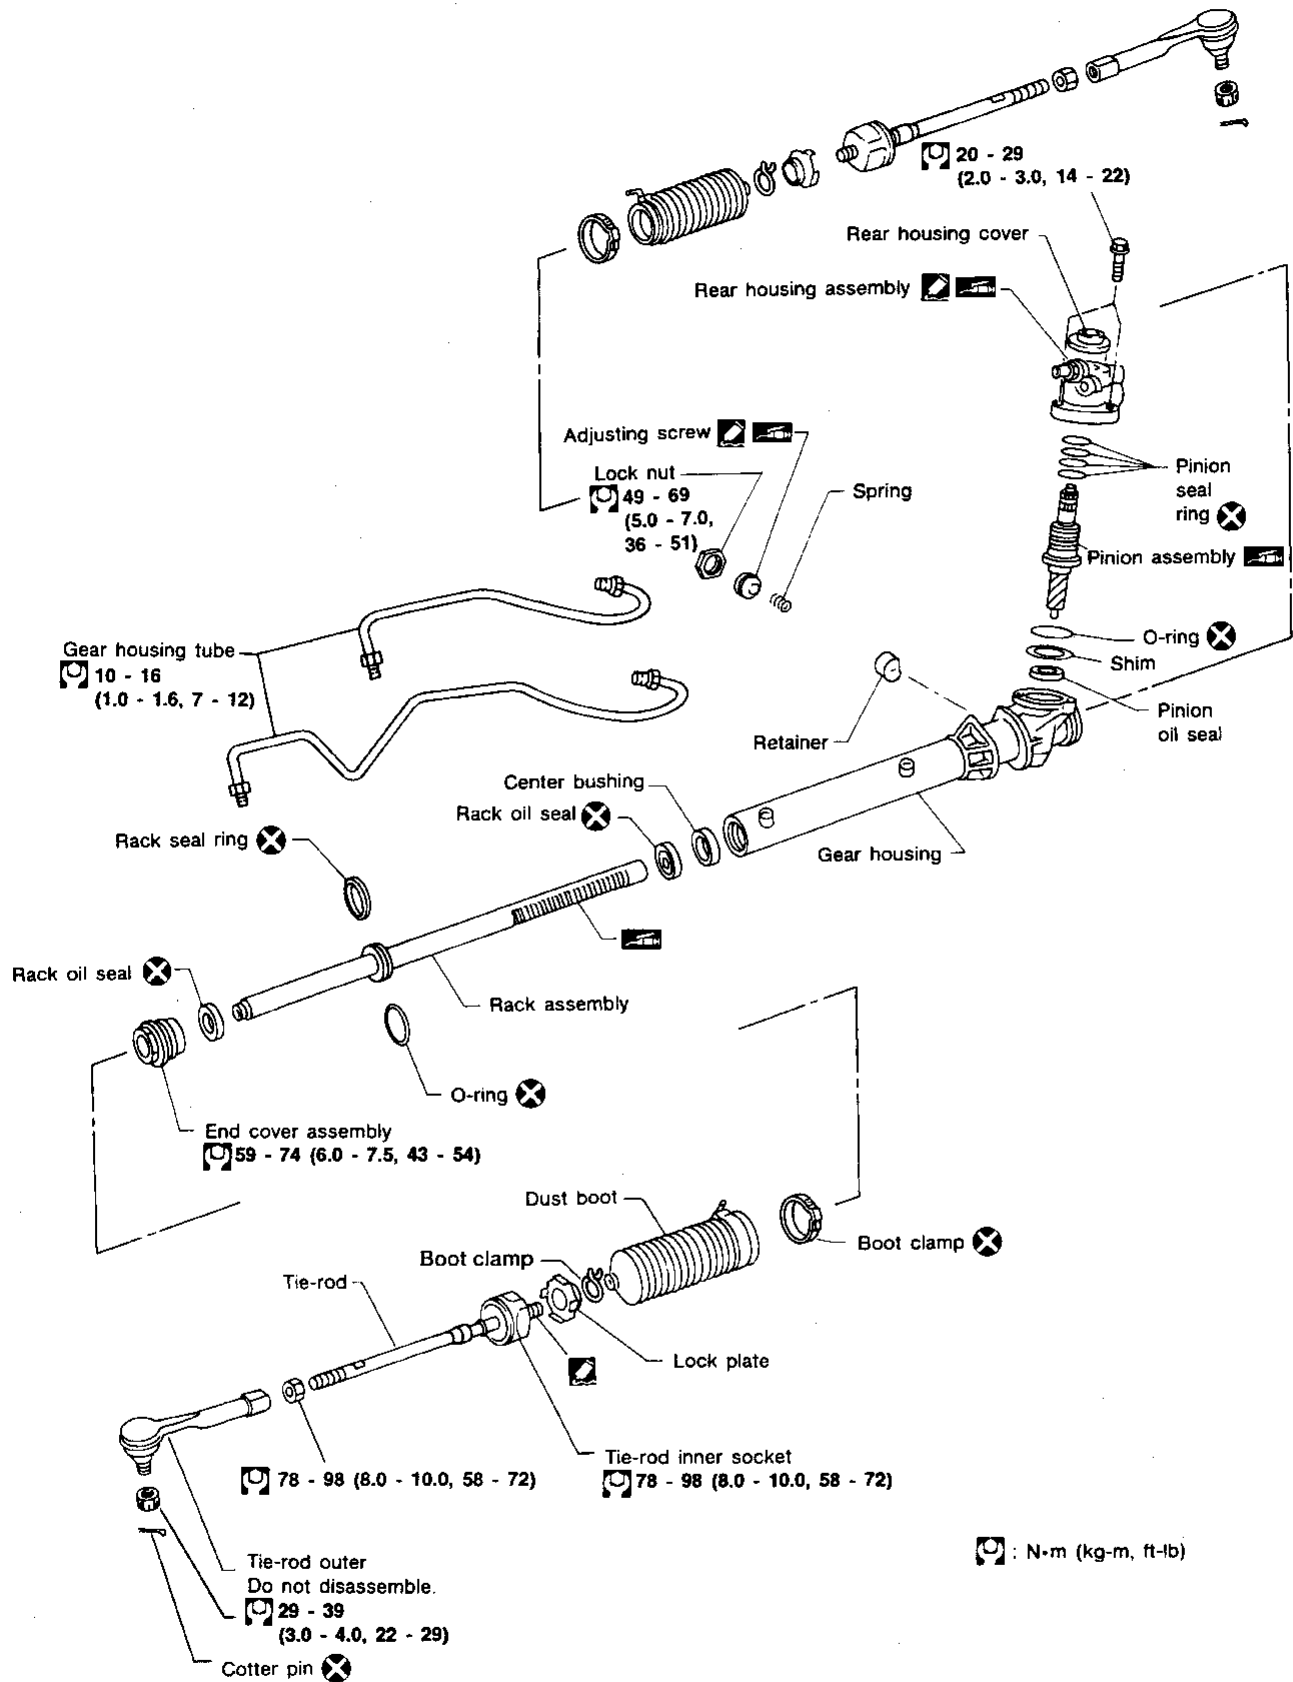 20 - 29
(2.0 - 3.0, 14 - 22)
Rear housing cover
Rear housing assembly
Adjusting screw
Lock nut
49 - 69
(5.0 - 7.0,
36 - 51)
Spring
Pinion
seal
ring
Pinion assembly
O-ring
Shim
Pinion
oil seal
Gear housing tube
10 - 16
(1.0 - 1.6, 7 - 12)
Retainer
Center bushing
Rack oil seal
Rack seal ring
Gear housing
Rack oil seal
Rack assembly
O-ring
End cover assembly
59 - 74 (6.0 - 7.5, 43 - 54)
Dust boot
Boot clamp
Boot clamp
Tie-rod
Lock plate
Tie-rod inner socket
78 - 98 (8.0 - 10.0, 58 - 72)
78 - 98 (8.0 - 10.0, 58 - 72)
Tie-rod outer
Do not disassemble.
29 - 39
(3.0 - 4.0, 22 - 29)
Cotter pin
: N•m (kg-m, ft-lb)